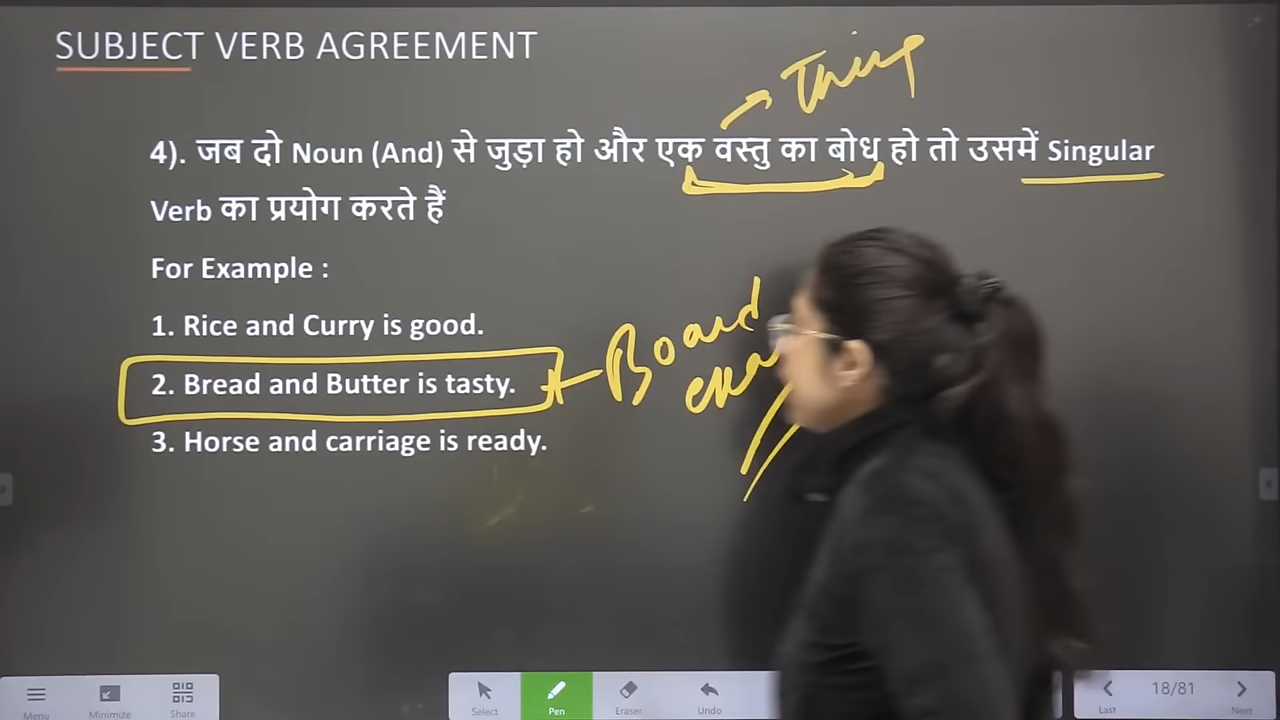 SUBJECT VERB AGREEMENT
Thing
4). जब दो Noun (And) से जुड़ा हो और एक वस्तु का बोध हो तो उसमें Singular
Verb का प्रयोग करते हैं
For Example :
1. Rice and Curry is good.
Board
2. Bread and Butter is tasty.
3. Horse and carriage is ready.
Menu
Minimize
Share
Select
Pen
Eraser
Undo
Last
18/81
Next